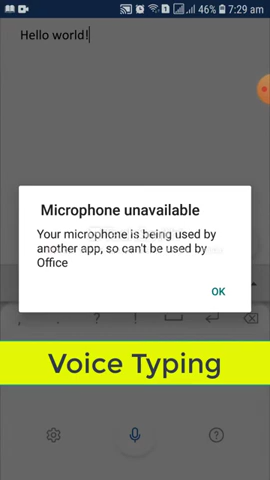 46% 7:29 am
Hello world!
Microphone unavailable
Your microphone is being used by
another app, so can't be used by
Office
OK
, . ? !
Voice Typing
?